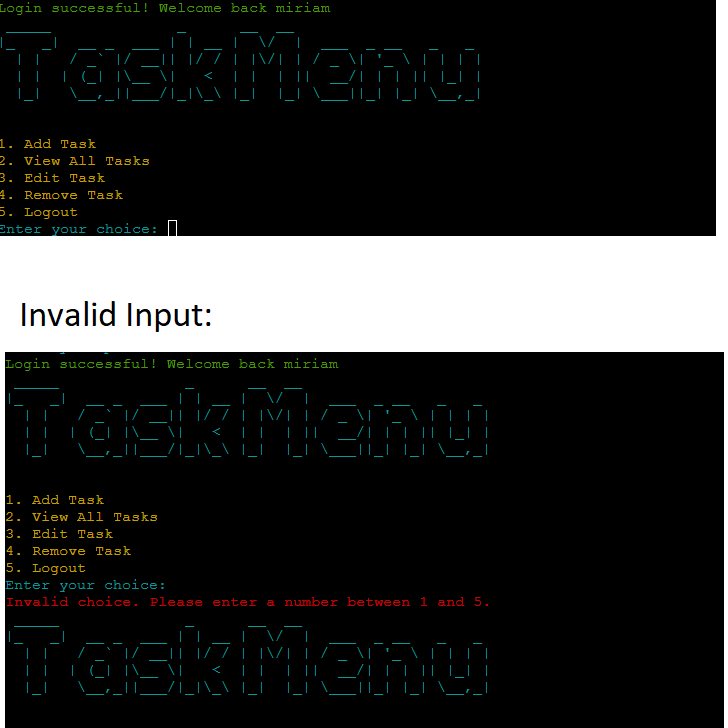 Login successful! Welcome back miriam
Task Menu
1. Add Task
2. View All Tasks
3. Edit Task
4. Remove Task
5. Logout
Enter your choice:
Invalid Input:
Login successful! Welcome back miriam
Task Menu
1. Add Task
2. View All Tasks
3. Edit Task
4. Remove Task
5. Logout
Enter your choice:
Invalid choice. Please enter a number between 1 and 5.
Task Menu